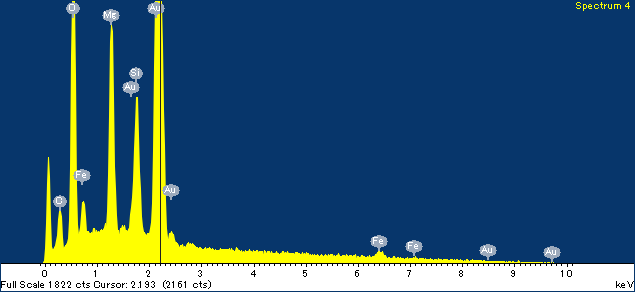 Spectrum 4
O Mg Au
Si
Au
Fe
Au
Fe Fe Au Au
0 1 2 3 4 5 6 7 8 9 10
Full Scale 1822 cts Cursor: 2.193 (2161 cts) keV